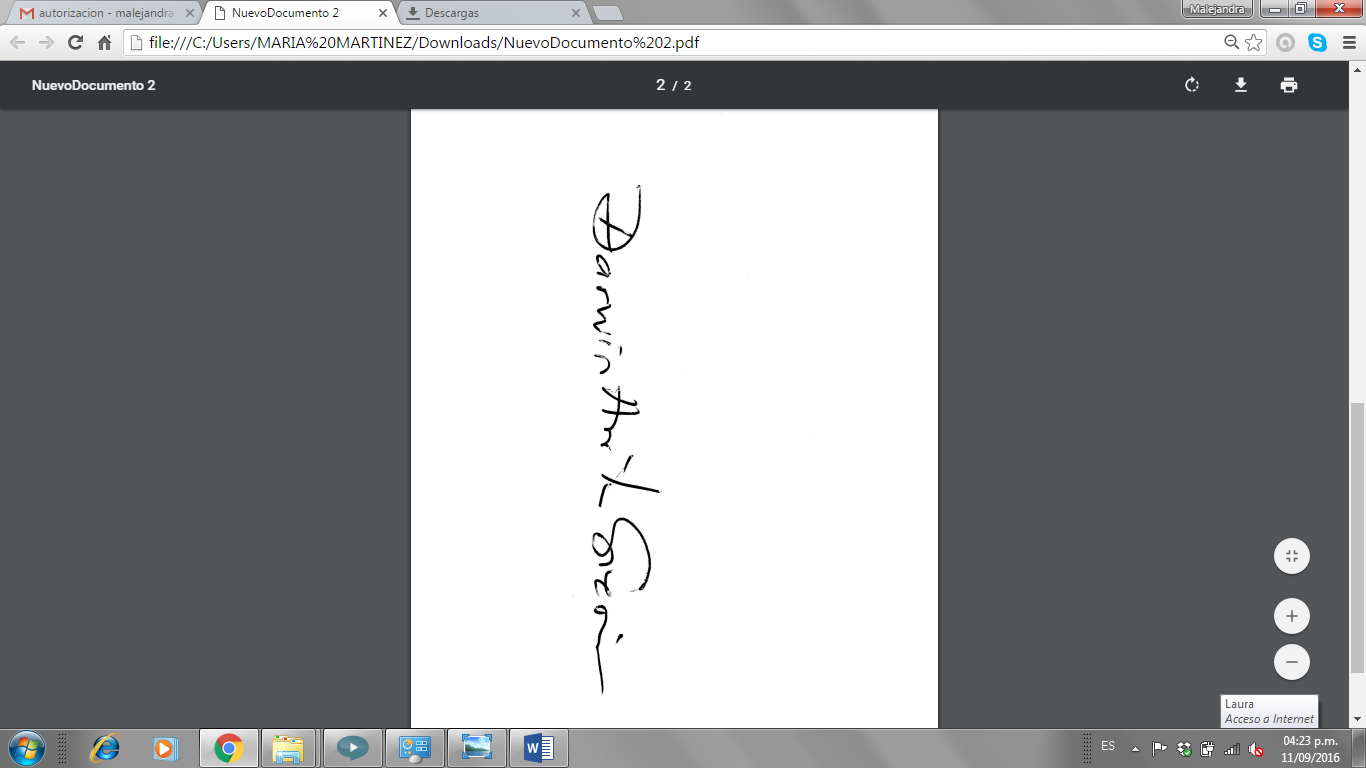 autorizacion - malejandra
NuevoDocumento 2
Descargas
Malejandra
file:///C:/Users/MARIA%20MARTINEZ/Downloads/NuevoDocumento%202.pdf
NuevoDocumento 2
2 / 2
Darwin
Laura
Acceso a Internet
ES
04:23 p.m.
11/09/2016